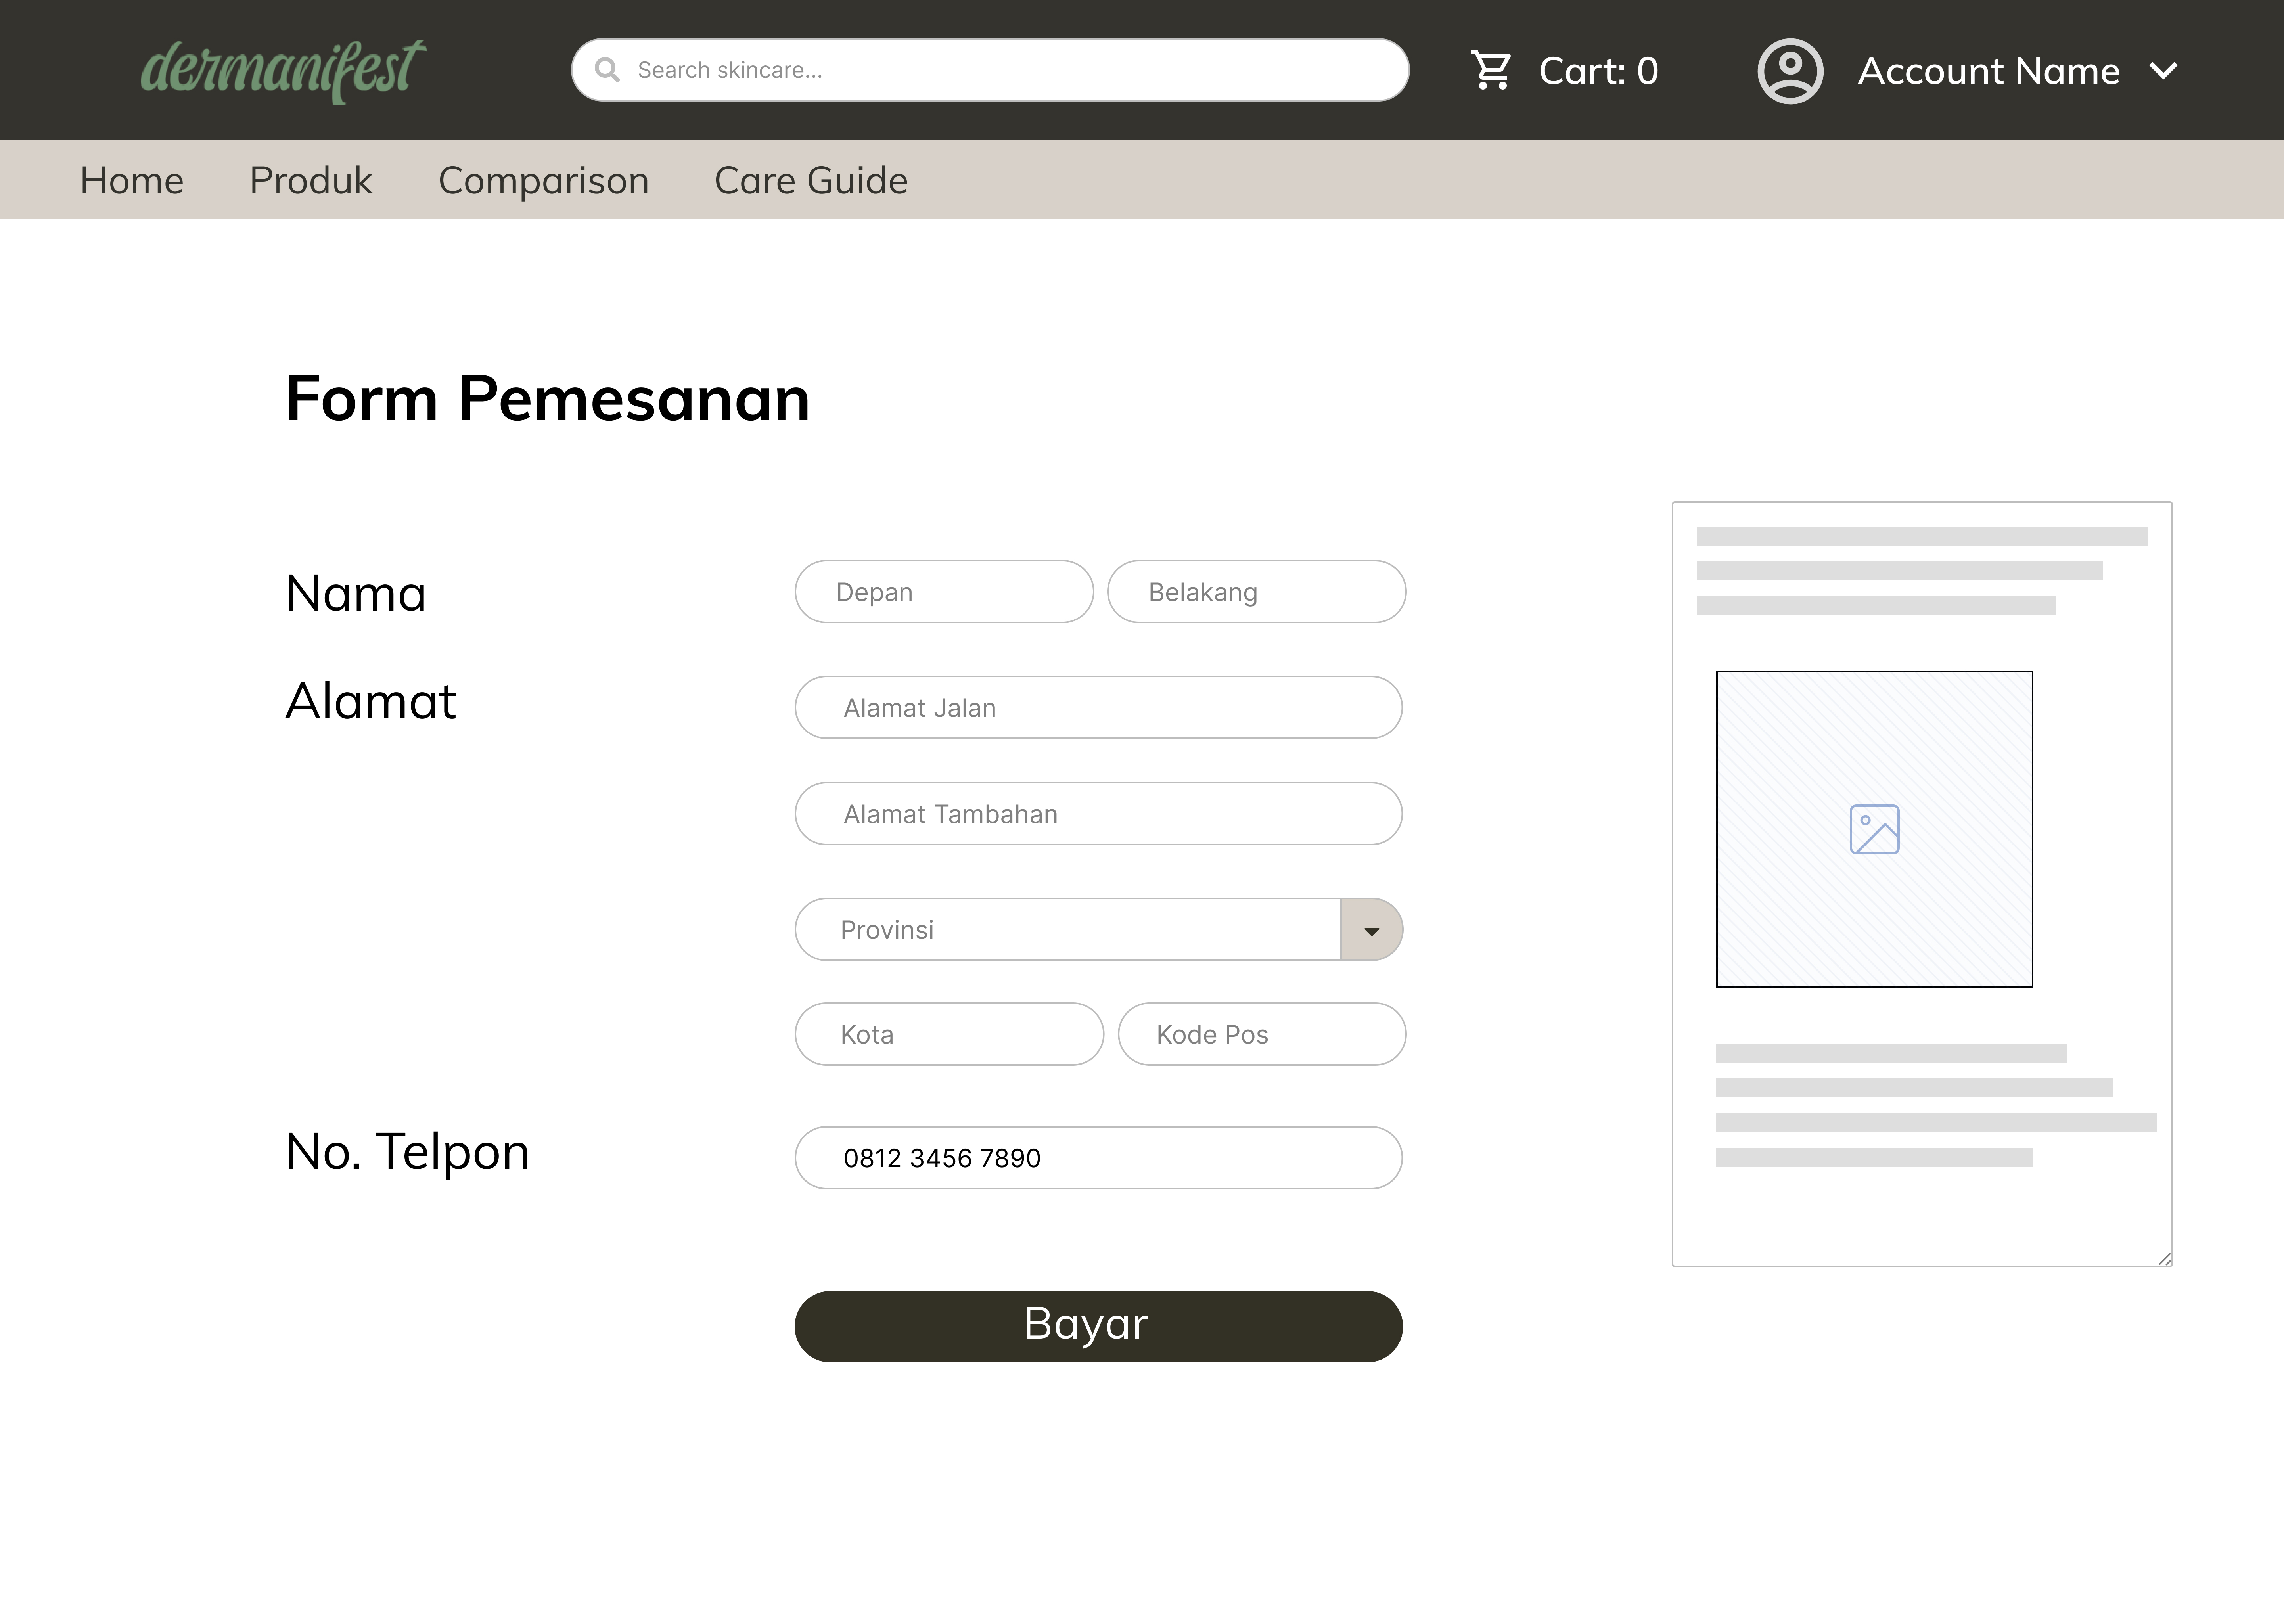 dermanifest
Search skincare...
Cart: 0
Account Name
Home
Produk
Comparison
Care Guide
Form Pemesanan
Nama
Depan
Belakang
Alamat
Alamat Jalan
Alamat Tambahan
Provinsi
Kota
Kode Pos
No. Telpon
0812 3456 7890
Bayar